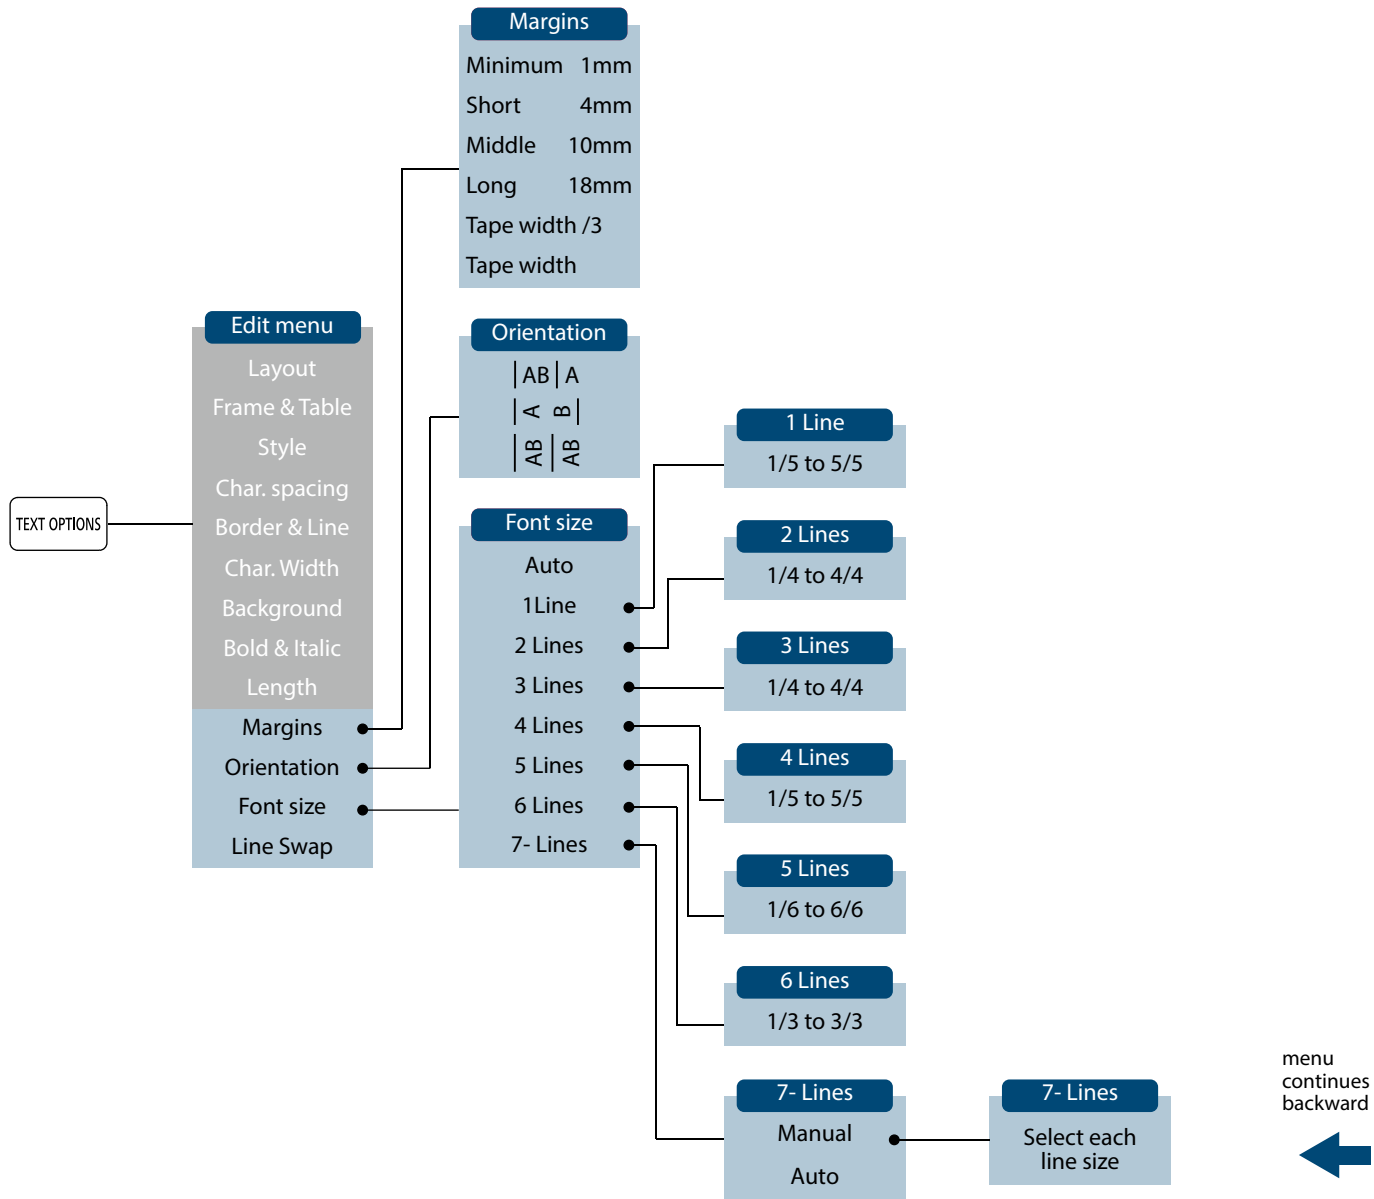 TEXT OPTIONS
Edit menu
Layout
Frame & Table
Style
Char. spacing
Border & Line
Char. Width
Background
Bold & Italic
Length
Margins
Orientation
Font size
Line Swap
Margins
Minimum 1mm
Short 4mm
Middle 10mm
Long 18mm
Tape width /3
Tape width
Orientation
AB A
A B
AB AB
Font size
Auto
1Line
2 Lines
3 Lines
4 Lines
5 Lines
6 Lines
7- Lines
1 Line
1/5 to 5/5
2 Lines
1/4 to 4/4
3 Lines
1/4 to 4/4
4 Lines
1/5 to 5/5
5 Lines
1/6 to 6/6
6 Lines
1/3 to 3/3
7- Lines
Manual
Auto
7- Lines
Select each
line size
menu
continues
backward